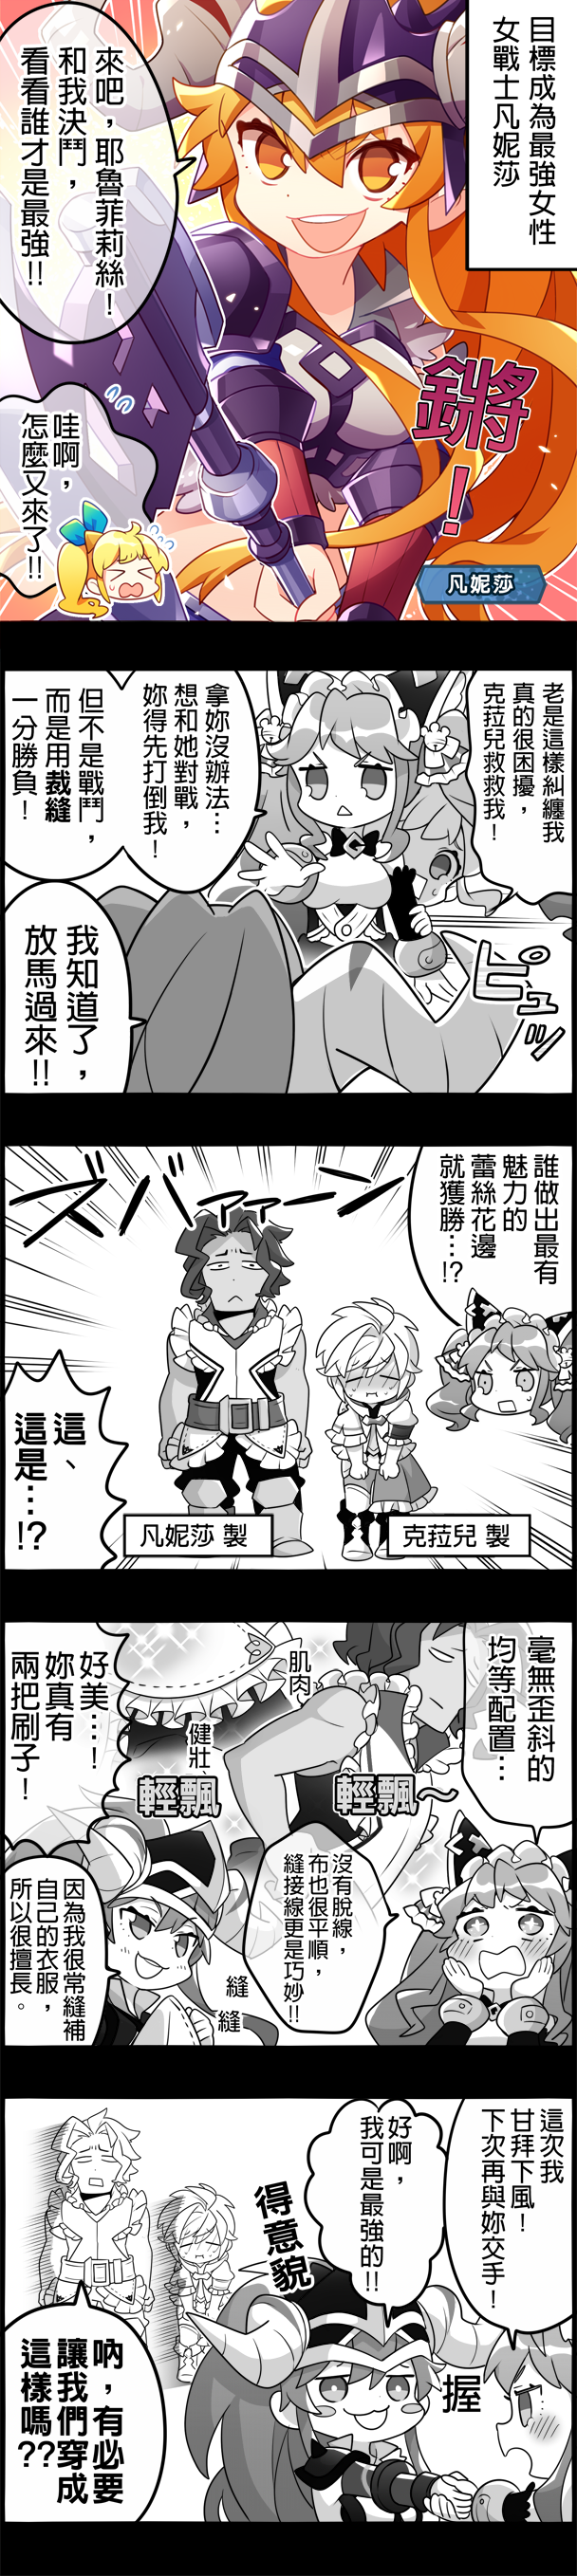 目標成為最強女性
女戰士凡妮莎
來吧，耶魯菲莉絲！
和我決鬥，
看看誰才是最強!!
鏘！
哇啊，
怎麼又來了!!
凡妮莎
老是這樣糾纏我
真的很困擾，
克拉兒救救我！
拿妳沒辦法…
想和她對戰，
妳得先打倒我！
但不是戰鬥，
而是用裁縫
一分勝負！
ピュッ
我知道了，
放馬過來!!
誰做出最有
魅力的
蕾絲花邊
就獲勝…!?
ズバァァーン
這、
這是…!?
克菈兒 製
凡妮莎 製
毫無歪斜的
均等配置…
肌肉
輕飄～
健壯
輕飄
沒有脫線，
布也很平順，
縫接線更是巧妙!!
好美…！
妳真有
兩把刷子！
縫
縫
因為我很常縫補
自己的衣服，
所以很擅長。
這次我
甘拜下風！
下次再與妳交手！
好啊，
我可是最強的!!
得意貌
握
吶，有必要
讓我們穿成
這樣嗎??